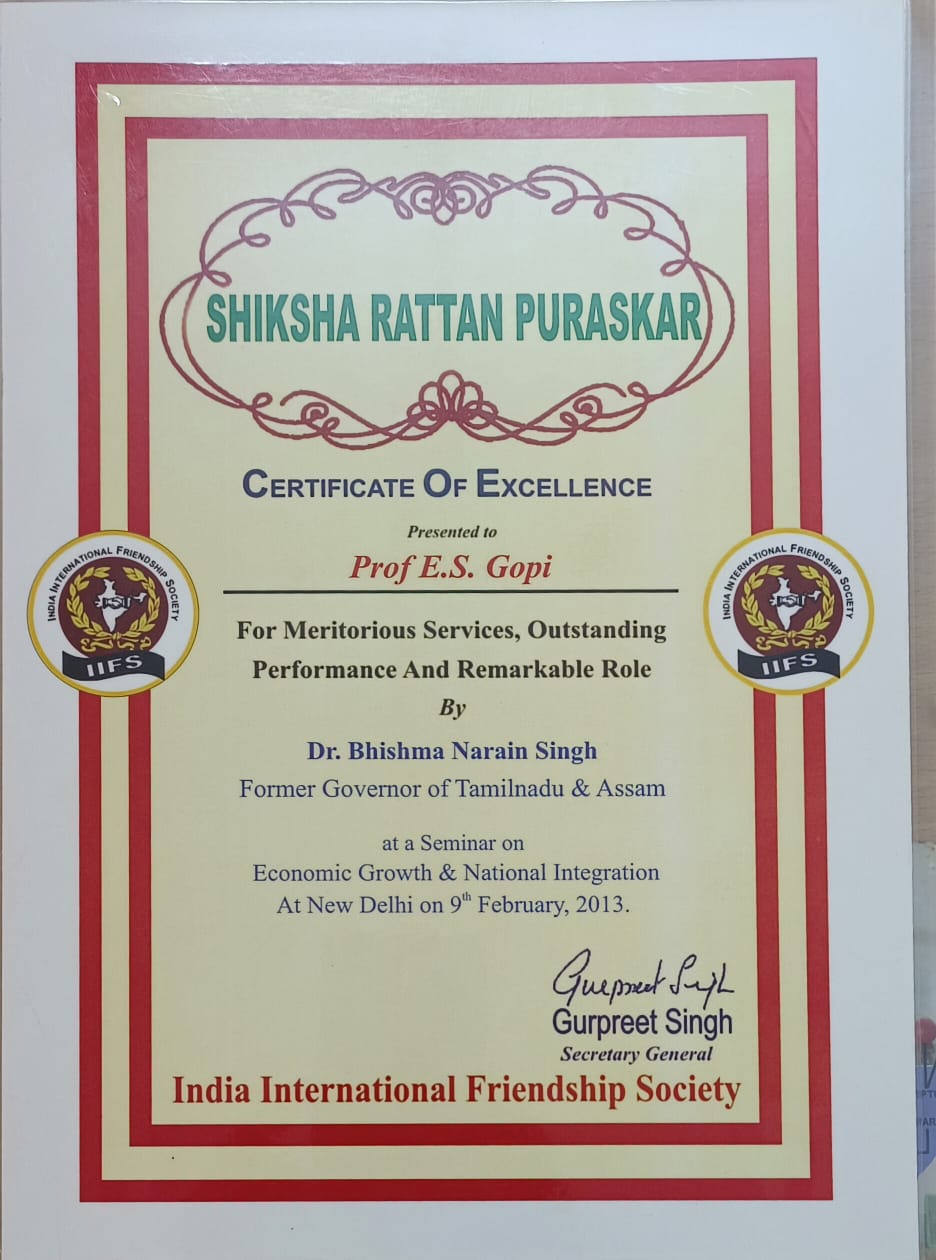 SHIKSHA RATTAN PURASKAR
CERTIFICATE OF EXCELLENCE
Presented to
Prof E.S. Gopi
INDIA INTERNATIONAL FRIENDSHIP SOCIETY
IIFS
INDIA INTERNATIONAL FRIENDSHIP SOCIETY
IIFS
For Meritorious Services, Outstanding
Performance And Remarkable Role
By
Dr. Bhishma Narain Singh
Former Governor of Tamilnadu & Assam
at a Seminar on
Economic Growth & National Integration
At New Delhi on 9th February, 2013.
Gurpreet Singh
Gurpreet Singh
Secretary General
India International Friendship Society